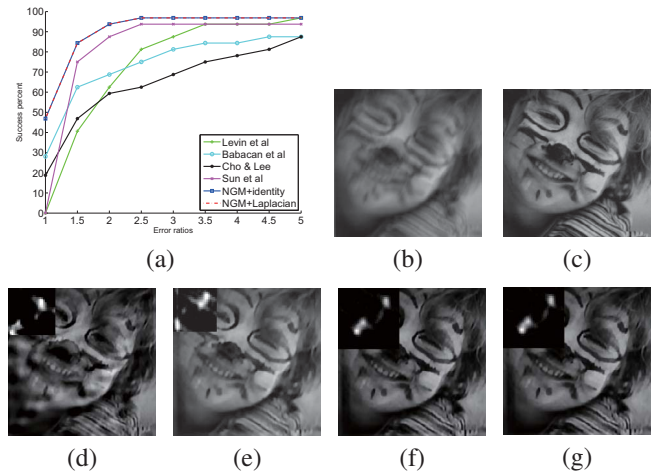 100
90
80
70
60
50
40
30
20
10
0
Success percent
Levin et al
Babacan et al
Cho & Lee
Sun et al
NGM+identity
NGM+Laplacian
1 1.5 2 2.5 3 3.5 4 4.5 5
Error ratios
(a) (b) (c)
(d) (e) (f) (g)